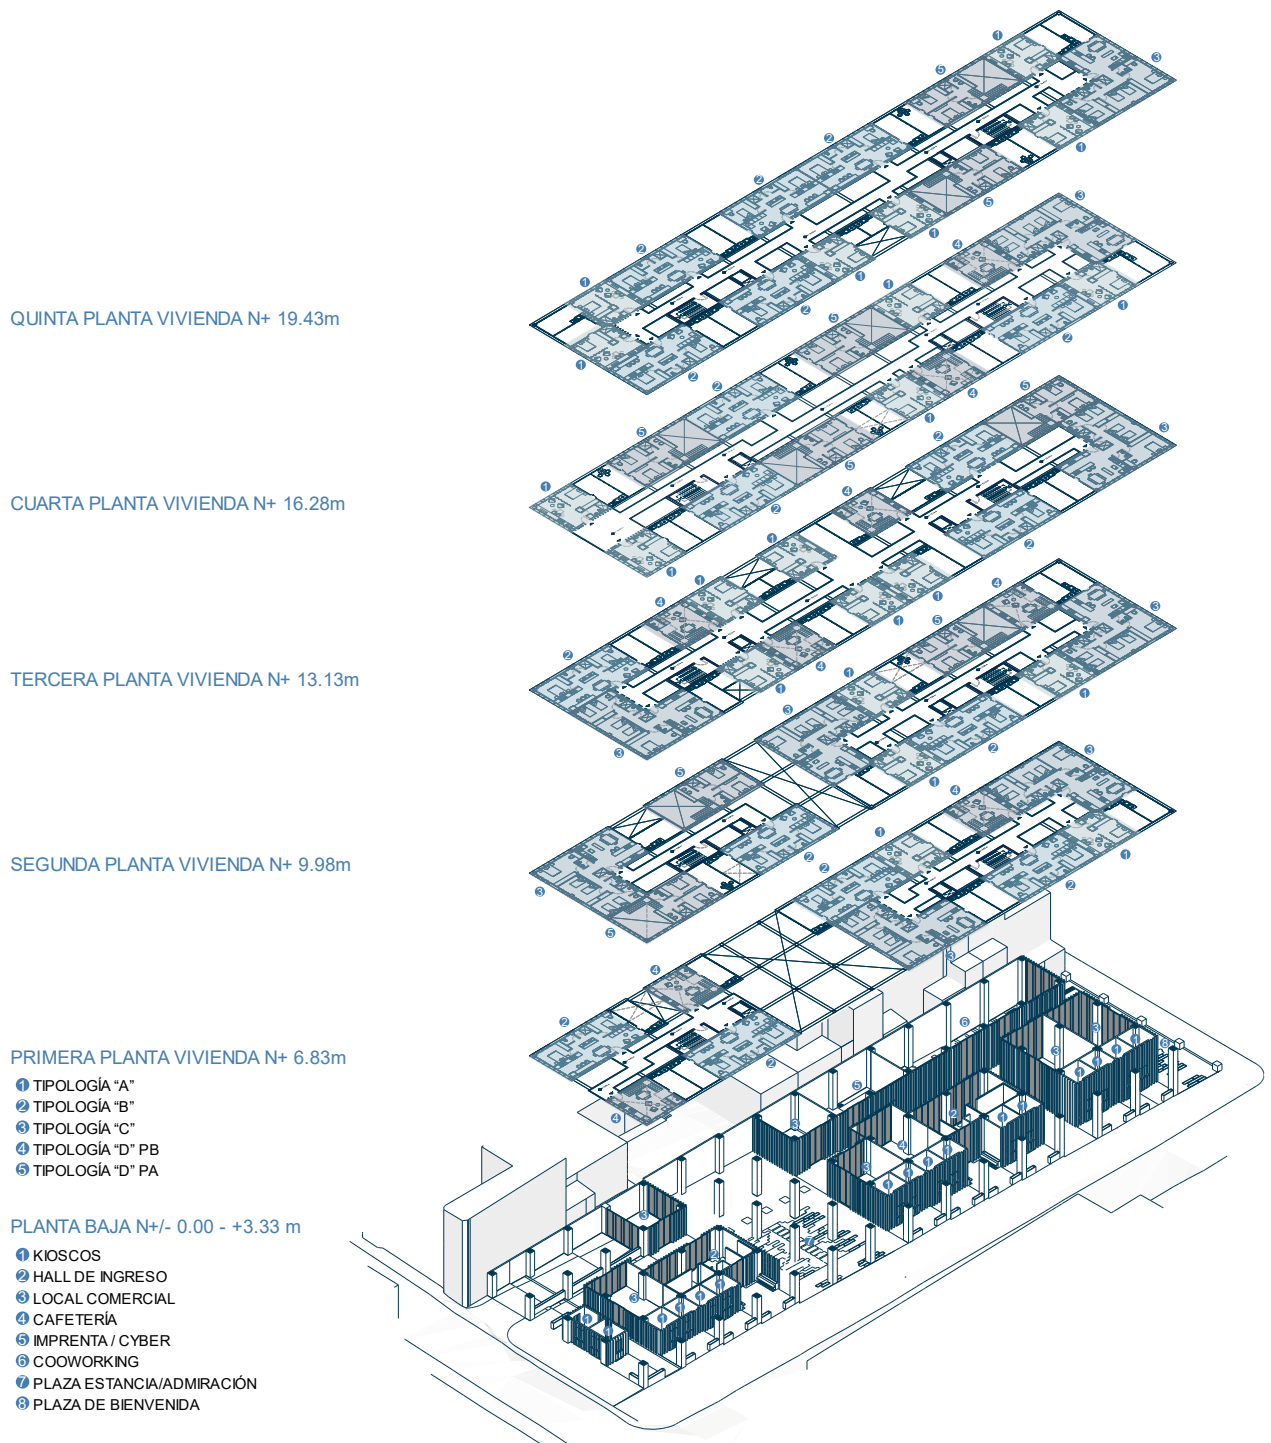 QUINTA PLANTA VIVIENDA N+ 19.43m
CUARTA PLANTA VIVIENDA N+ 16.28m
TERCERA PLANTA VIVIENDA N+ 13.13m
SEGUNDA PLANTA VIVIENDA N+ 9.98m
PRIMERA PLANTA VIVIENDA N+ 6.83m
1 TIPOLOGÍA “A”
2 TIPOLOGÍA “B”
3 TIPOLOGÍA “C”
4 TIPOLOGÍA “D” PB
5 TIPOLOGÍA “D” PA
PLANTA BAJA N+/- 0.00 - +3.33 m
1 KIOSCOS
2 HALL DE INGRESO
3 LOCAL COMERCIAL
4 CAFETERÍA
5 IMPRENTA / CYBER
6 COOWORKING
7 PLAZA ESTANCIA/ADMIRACIÓN
8 PLAZA DE BIENVENIDA